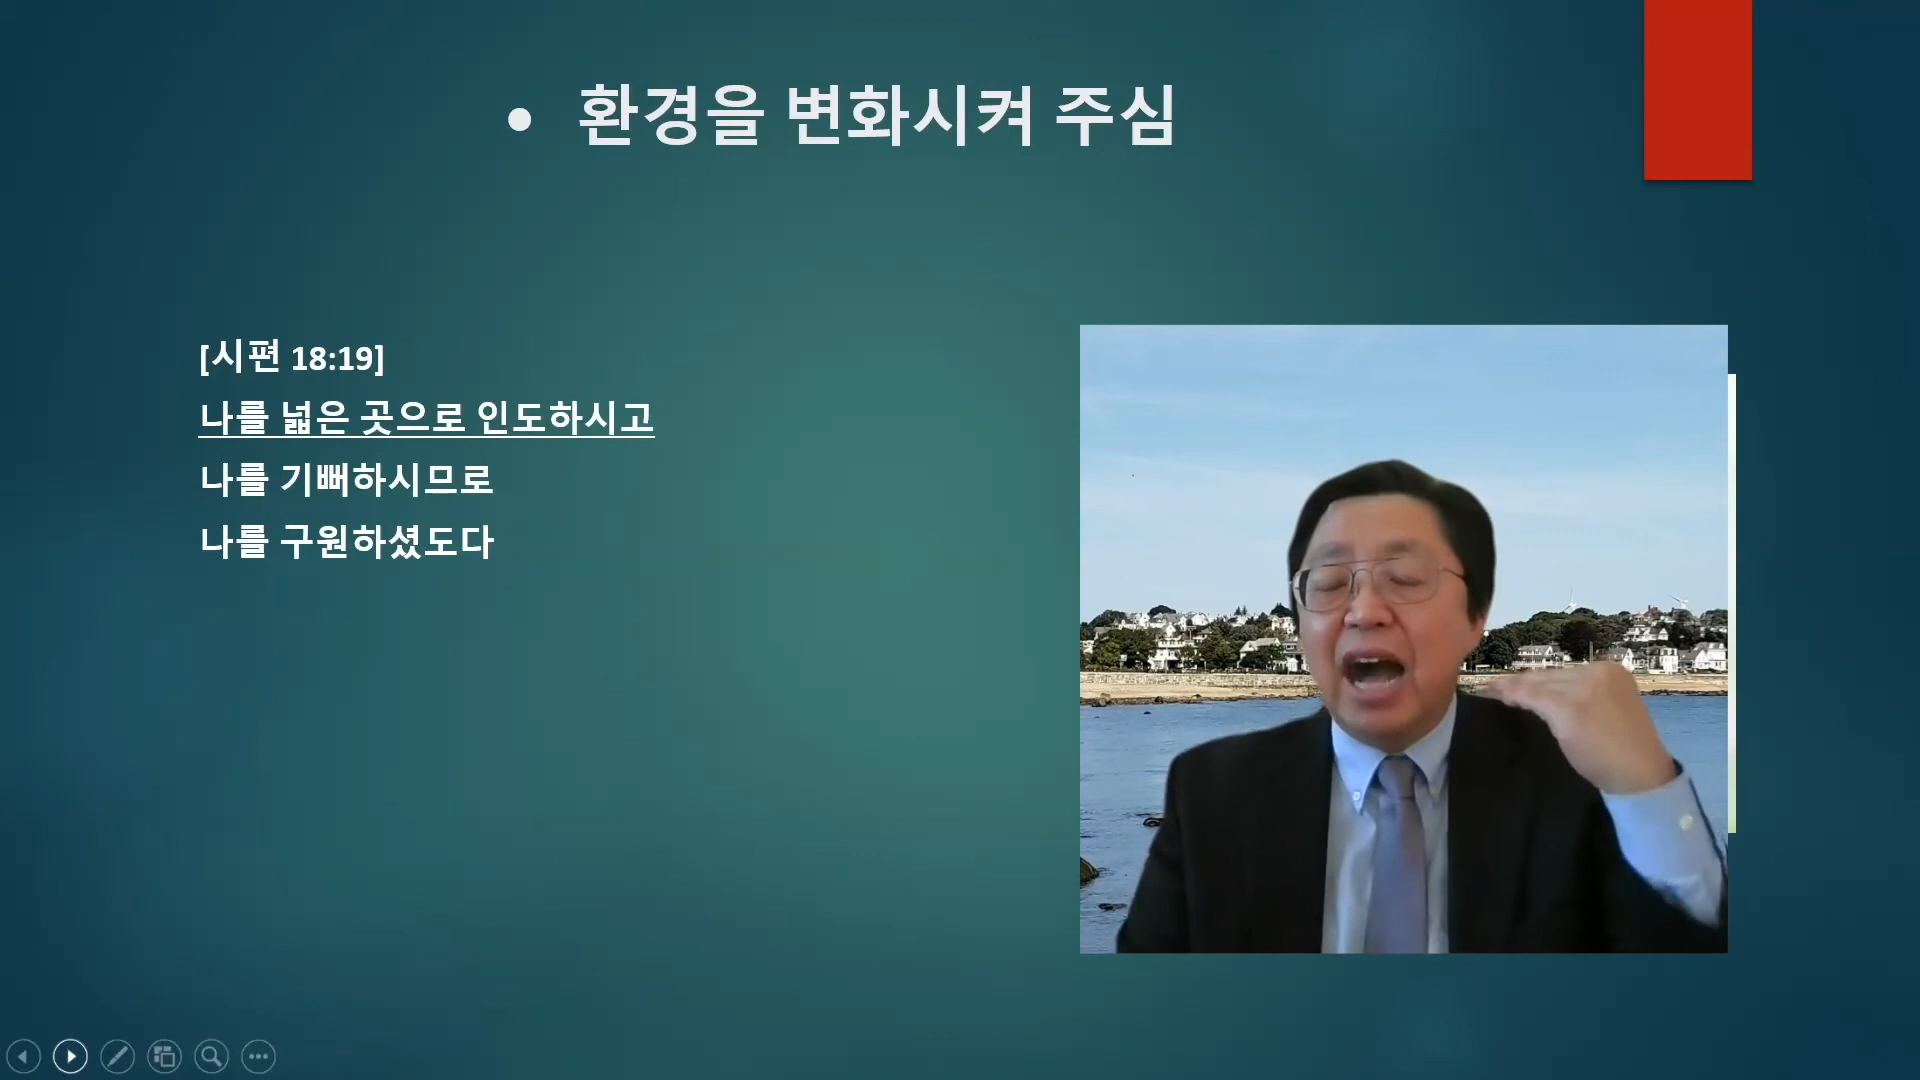 • 환경을 변화시켜 주심
[시편 18:19]
나를 넓은 곳으로 인도하시고
나를 기뻐하시므로
나를 구원하셨도다